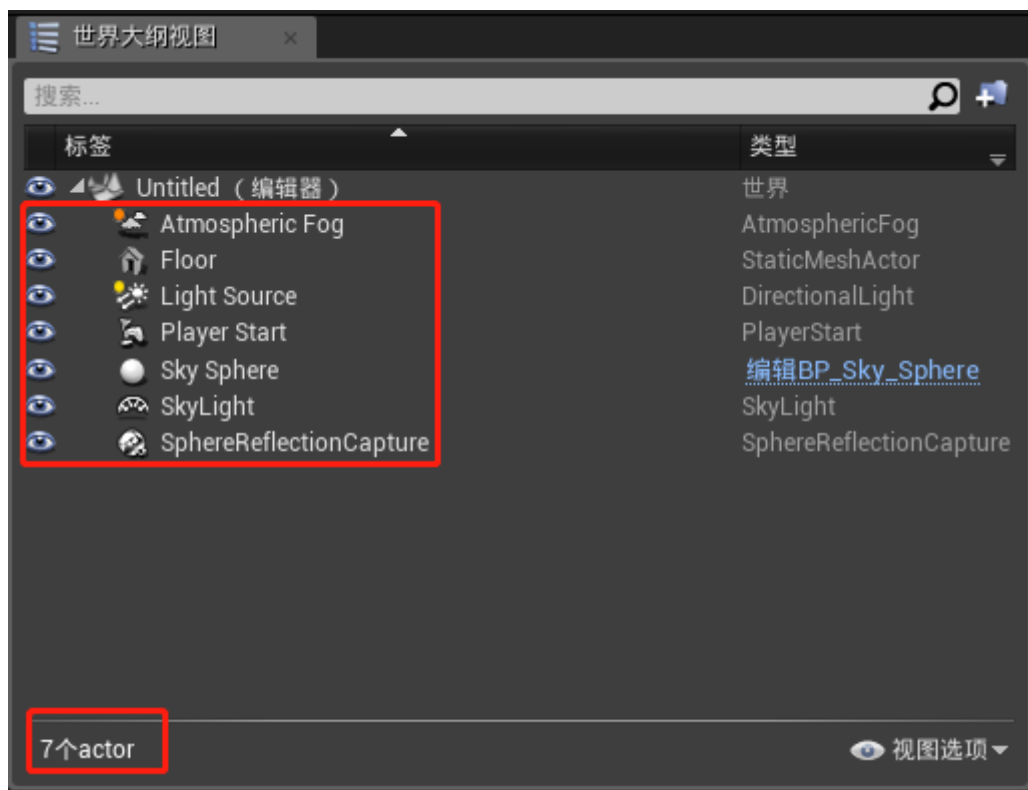 世界大纲视图
搜索...
标签 类型
Untitled （编辑器） 世界
Atmospheric Fog AtmosphericFog
Floor StaticMeshActor
Light Source DirectionalLight
Player Start PlayerStart
Sky Sphere 编辑BP_Sky_Sphere
SkyLight SkyLight
SphereReflectionCapture SphereReflectionCapture
7个actor 视图选项